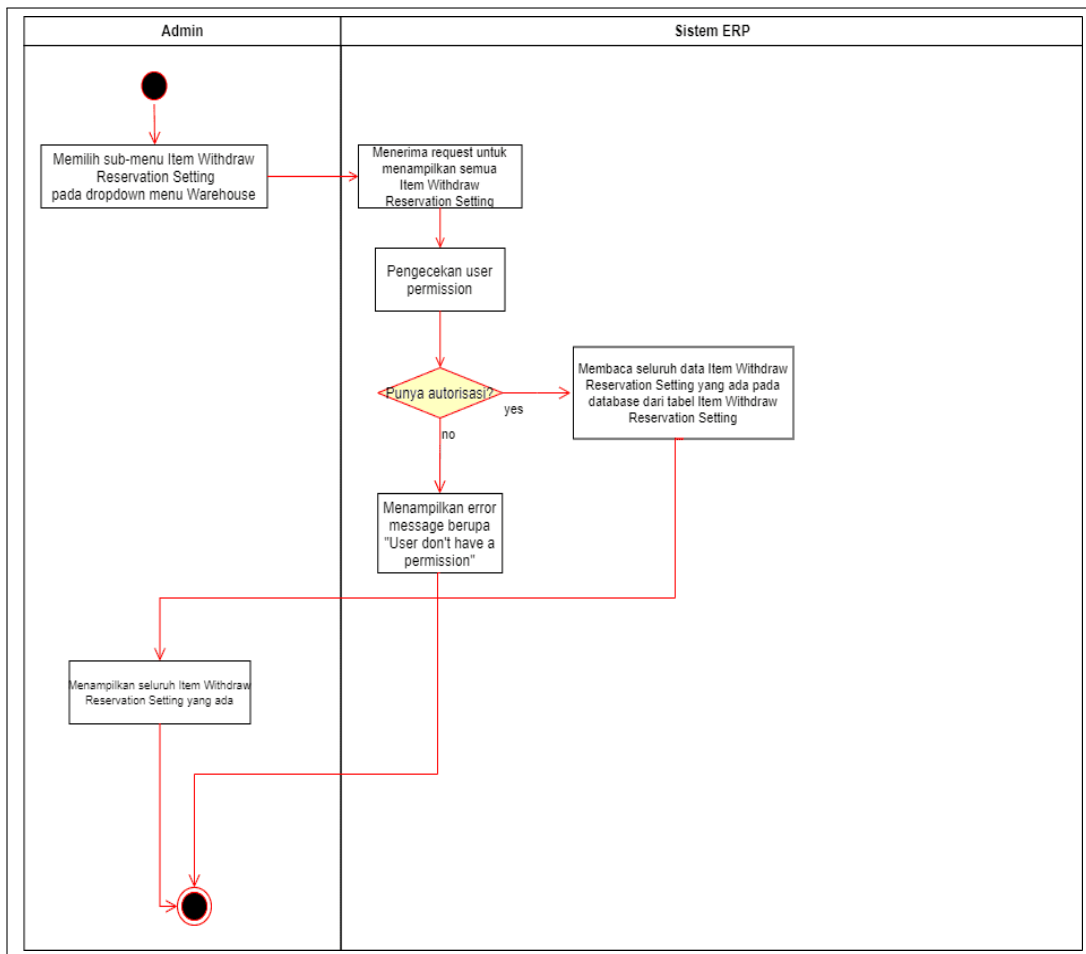 Admin
Sistem ERP
Memilih sub-menu Item Withdraw
Reservation Setting
pada dropdown menu Warehouse
Menerima request untuk
menampilkan semua
Item Withdraw
Reservation Setting
Pengecekan user
permission
Punya autorisasi?
yes
no
Membaca seluruh data Item Withdraw
Reservation Setting yang ada pada
database dari tabel Item Withdraw
Reservation Setting
Menampilkan error
message berupa
"User don't have a
permission"
Menampilkan seluruh Item Withdraw
Reservation Setting yang ada